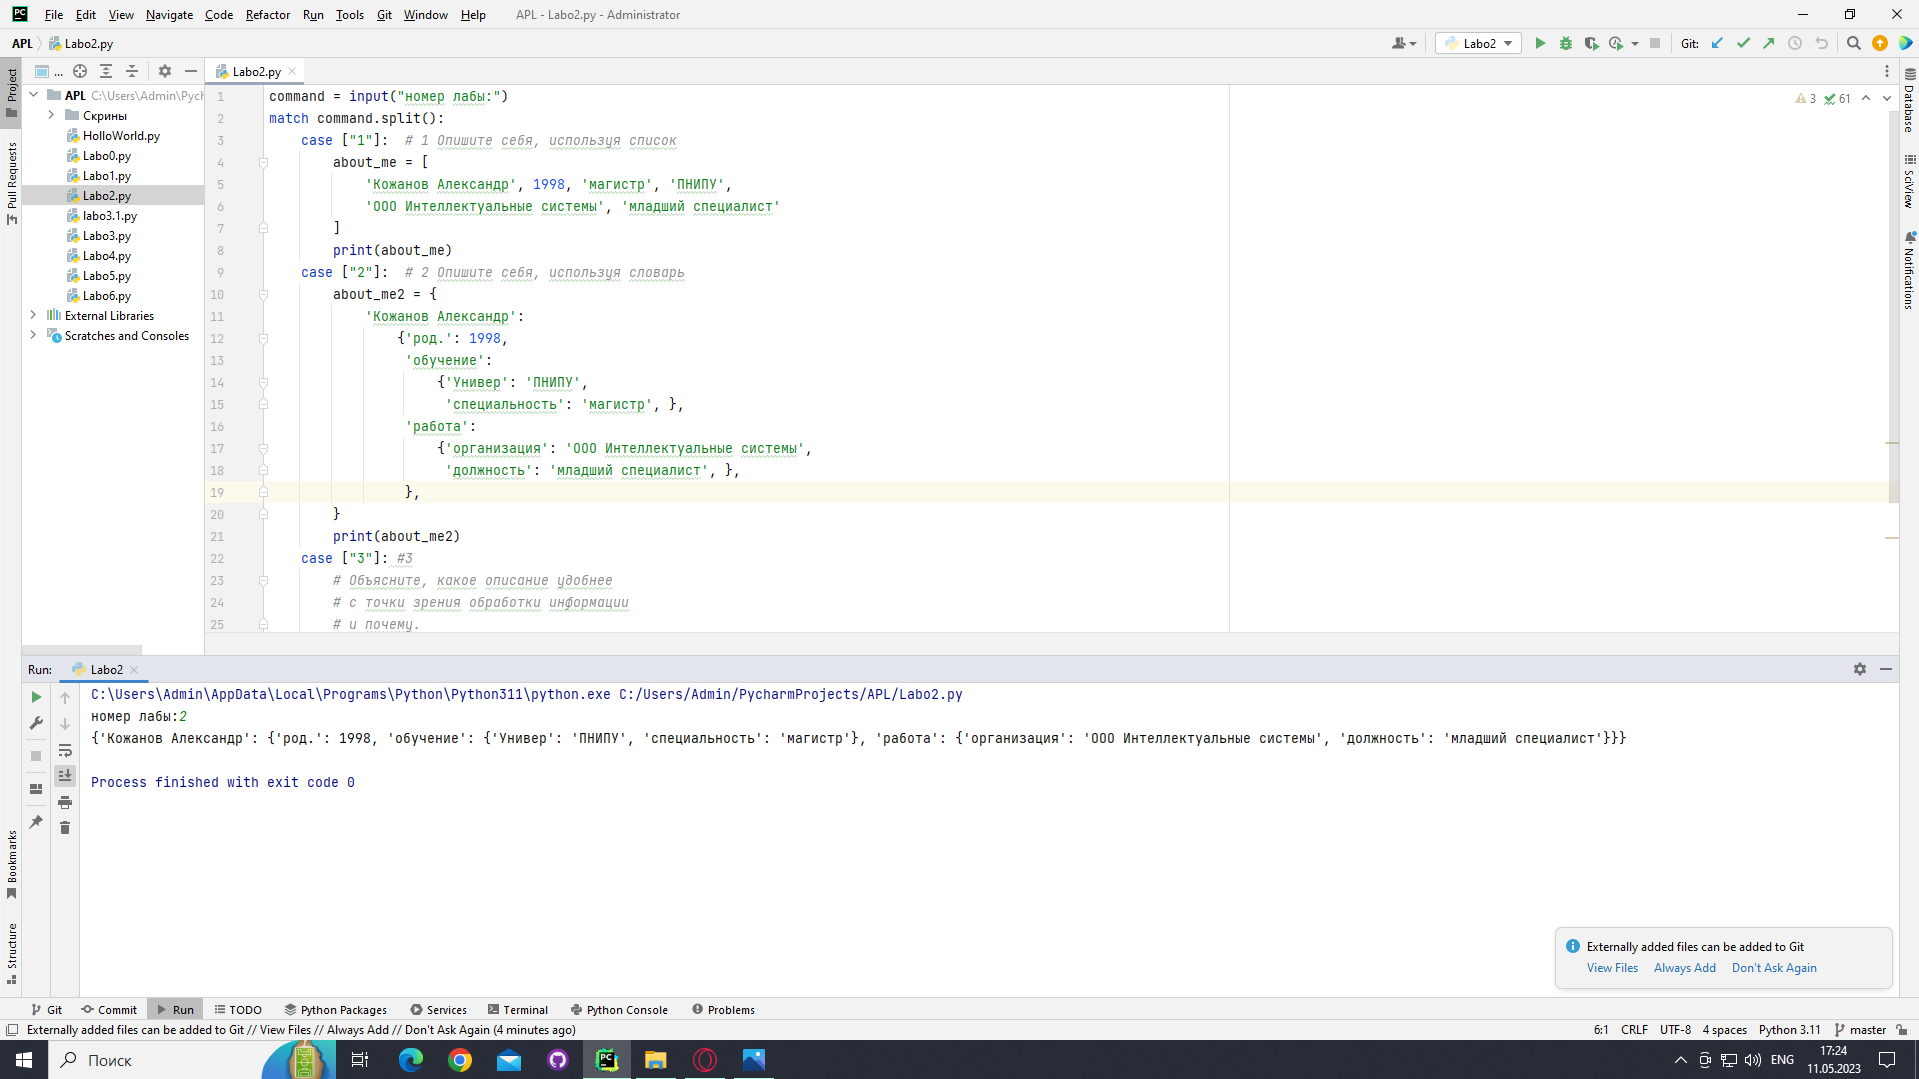 File Edit View Navigate Code Refactor Run Tools Git Window Help APL - Labo2.py - Administrator
APL Labo2.py Labo2 Git:
Project
Pull Requests
Bookmarks
Structure
...
APL C:\Users\Admin\Pych
Скрины
HolloWorld.py
Labo0.py
Labo1.py
Labo2.py
labo3.1.py
Labo3.py
Labo4.py
Labo5.py
Labo6.py
External Libraries
Scratches and Consoles
Labo2.py
3 61
1 command = input("номер лабы:")
2 match command.split():
3 case ["1"]: # 1 Опишите себя, используя список
4 about_me = [
5 'Кожанов Александр', 1998, 'магистр', 'ПНИПУ',
6 'ООО Интеллектуальные системы', 'младший специалист'
7 ]
8 print(about_me)
9 case ["2"]: # 2 Опишите себя, используя словарь
10 about_me2 = {
11 'Кожанов Александр':
12 {'род.': 1998,
13 'обучение':
14 {'Универ': 'ПНИПУ',
15 'специальность': 'магистр', },
16 'работа':
17 {'организация': 'ООО Интеллектуальные системы',
18 'должность': 'младший специалист', },
19 },
20 }
21 print(about_me2)
22 case ["3"]: #3
23 # Объясните, какое описание удобнее
24 # с точки зрения обработки информации
25 # и почему.
Database
SciView
Notifications
Run: Labo2
C:\Users\Admin\AppData\Local\Programs\Python\Python311\python.exe C:/Users/Admin/PycharmProjects/APL/Labo2.py
номер лабы:2
{'Кожанов Александр': {'род.': 1998, 'обучение': {'Универ': 'ПНИПУ', 'специальность': 'магистр'}, 'работа': {'организация': 'ООО Интеллектуальные системы', 'должность': 'младший специалист'}}}
Process finished with exit code 0
Externally added files can be added to Git
View Files Always Add Don't Ask Again
Git Commit Run TODO Python Packages Services Terminal Python Console Problems
Externally added files can be added to Git // View Files // Always Add // Don't Ask Again (4 minutes ago) 6:1 CRLF UTF-8 4 spaces Python 3.11 master
Поиск ENG
17:24
11.05.2023